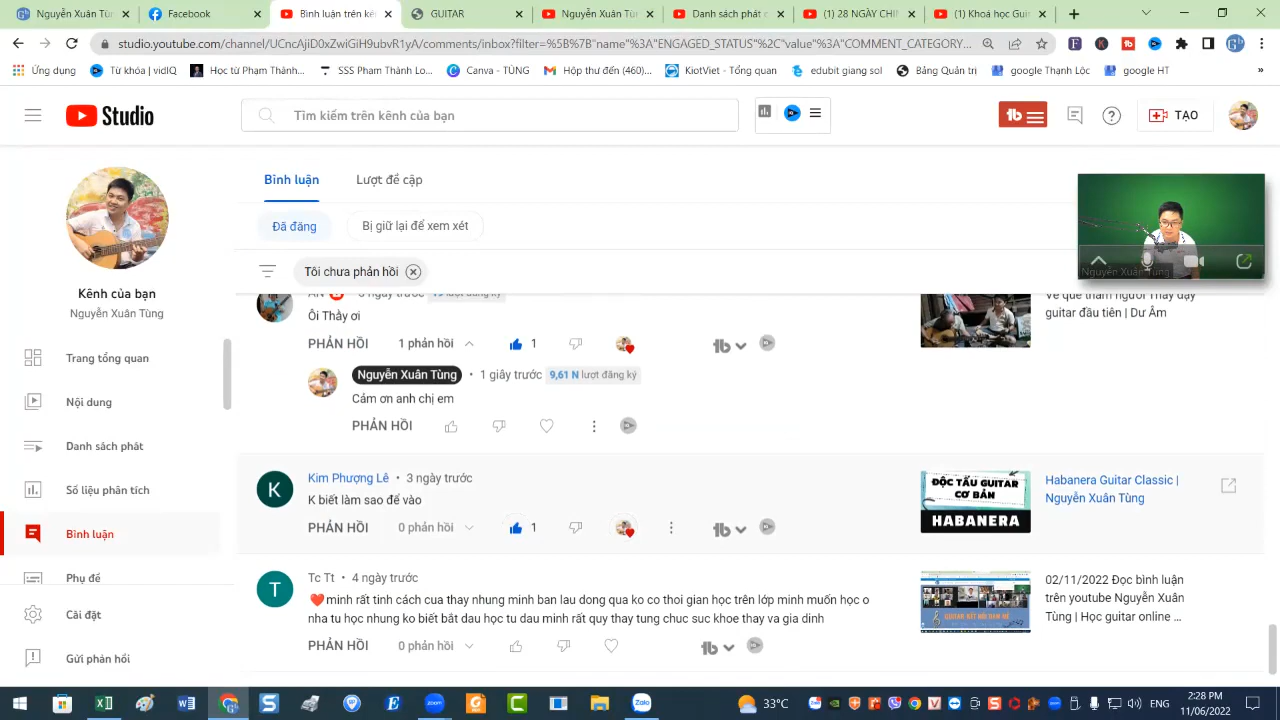 Nguyễn Tù
Facebook
Nguyễn trên kê
GUITAR
Nguyễn Xuân Tùn
Danh sách phát c
(1) 28 NGÀY CHIN
(1) Khóa học Guit
studio.youtube.com/channel/UCnAjiD0xZwiGiH9ubvR1yAg/comments/inbox?filter=%5B%7B"name"%3A"ENGAGED_STATUS"%2C"value"%3A"COMMENT_CATEGORY...
Ứng dụng
Từ khóa | vidIQ
Học từ Phạm Thành...
SSS Phạm Thành Lo...
Canva - TÙNG
Hộp thư đến (460)...
KiotViet - Tổng quan
edubit giang sol
Bảng Quản trị
google Thạnh Lộc
google HT
»
Studio
Tìm kiếm trên kênh của bạn
TẠO
Bình luận
Lượt đề cập
Đã đăng
Bị giữ lại để xem xét
Tôi chưa phản hồi
Nguyễn Xuân Tùng
Kênh của bạn
Nguyễn Xuân Tùng
Trang tổng quan
Nội dung
Danh sách phát
Số liệu phân tích
Bình luận
Phụ đề
Cài đặt
Gửi phản hồi
Ôi Thầy ơi
PHẢN HỒI 1 phản hồi 1
Về quê thăm người Thầy dạy
guitar đầu tiên | Dư Âm
Nguyễn Xuân Tùng • 1 giây trước 9,61 N lượt đăng ký
Cảm ơn anh chị em
PHẢN HỒI
K
Kim Phượng Lê • 3 ngày trước
K biết làm sao để vào
PHẢN HỒI 0 phản hồi 1
ĐỘC TẤU GUITAR
CƠ BẢN
HABANERA
Habanera Guitar Classic |
Nguyễn Xuân Tùng
T
Tc Tt • 4 ngày trước
minh rất tinh cách cua thay nhưng minh ban lau dong qua ko co thoi gian học trên lớp minh muốn học o
nha tu học nhưng ko biết bắt dau học tu dau minh rất quy thay tung chuc sưc khoe thay va gia dinh
PHẢN HỒI 0 phản hồi
02/11/2022 Đọc bình luận
trên youtube Nguyễn Xuân
Tùng | Học guitar online ...
33°C
ENG
2:28 PM
11/06/2022